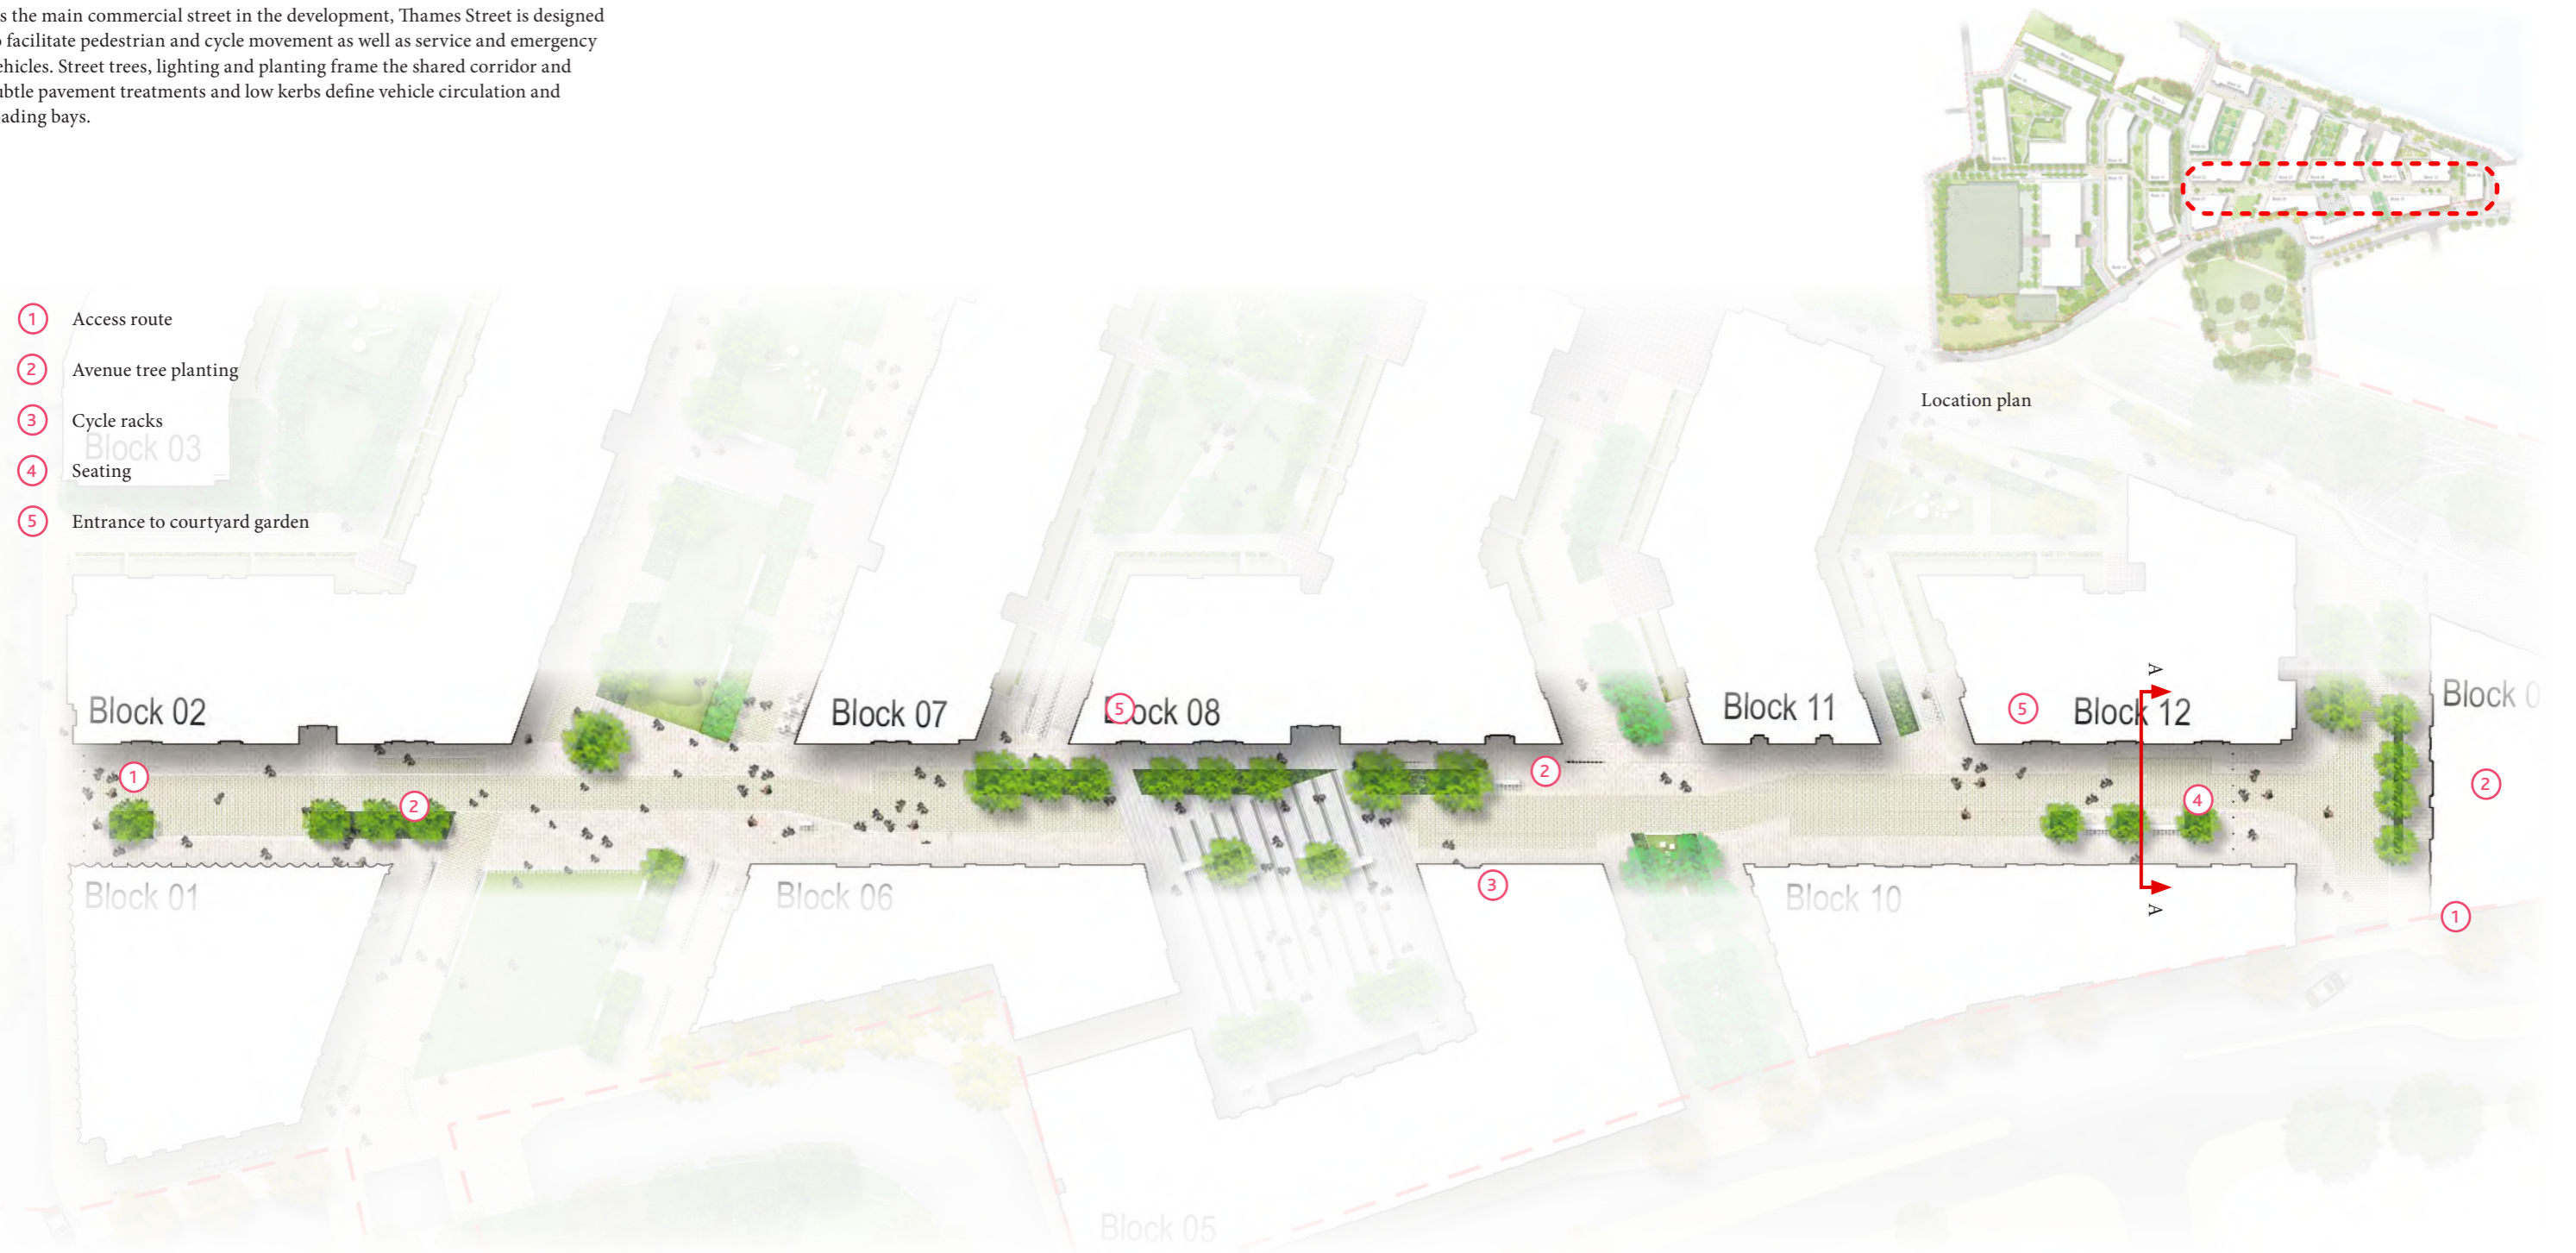 s the main commercial street in the development, Thames Street is designed
o facilitate pedestrian and cycle movement as well as service and emergency
ehicles. Street trees, lighting and planting frame the shared corridor and
ubtle pavement treatments and low kerbs define vehicle circulation and
ading bays.
1 Access route
2 Avenue tree planting
3 Cycle racks
Block 03
4 Seating
5 Entrance to courtyard garden
Location plan
A
Block 02
Block 07
5
ock 08
Block 11
5
Block 12
Block 0
1
2
2
4
2
Block 01
Block 06
3
Block 10
A
1
Block 05